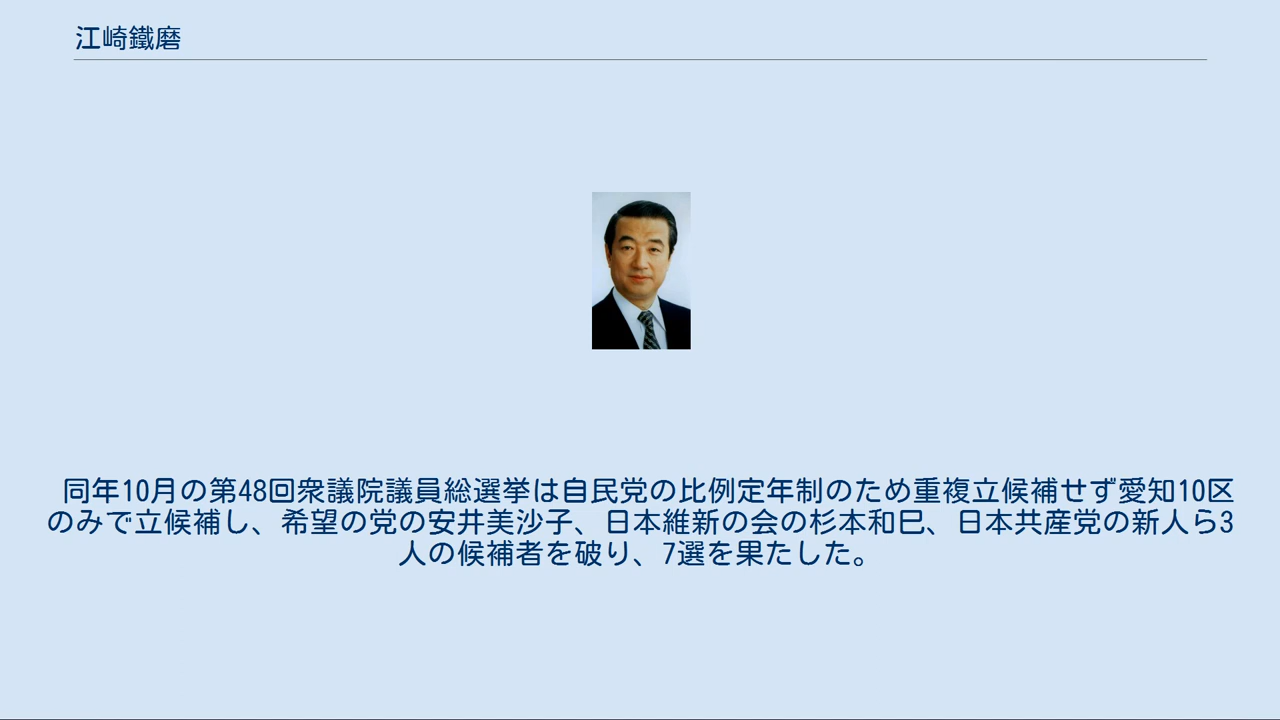 江崎鐵磨
同年10月の第48回衆議院議員総選挙は自民党の比例定年制のため重複立候補せず愛知10区
のみで立候補し、希望の党の安井美沙子、日本維新の会の杉本和巳、日本共産党の新人ら3
人の候補者を破り、7選を果たした。